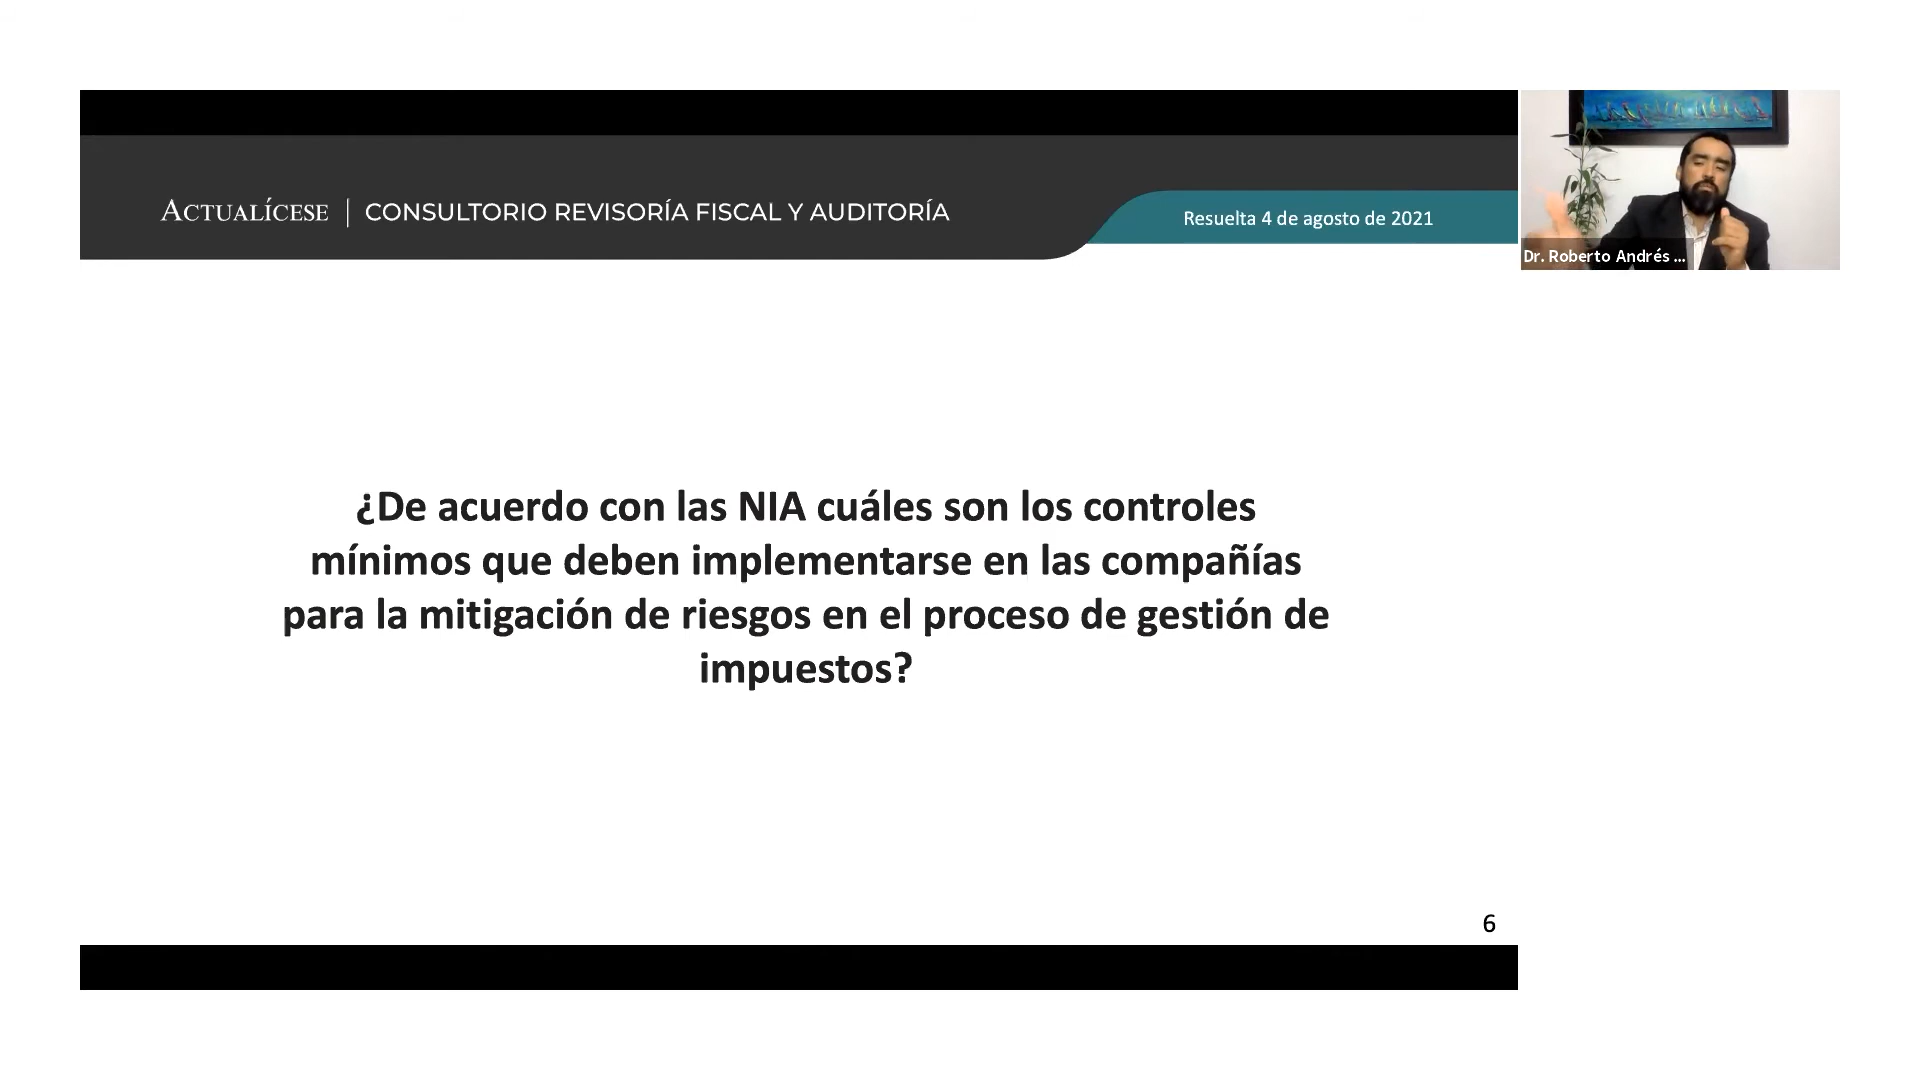 ACTUALÍCESE | CONSULTORIO REVISORÍA FISCAL Y AUDITORÍA
Resuelta 4 de agosto de 2021
Dr. Roberto Andrés ...
¿De acuerdo con las NIA cuáles son los controles
mínimos que deben implementarse en las compañías
para la mitigación de riesgos en el proceso de gestión de
impuestos?
6